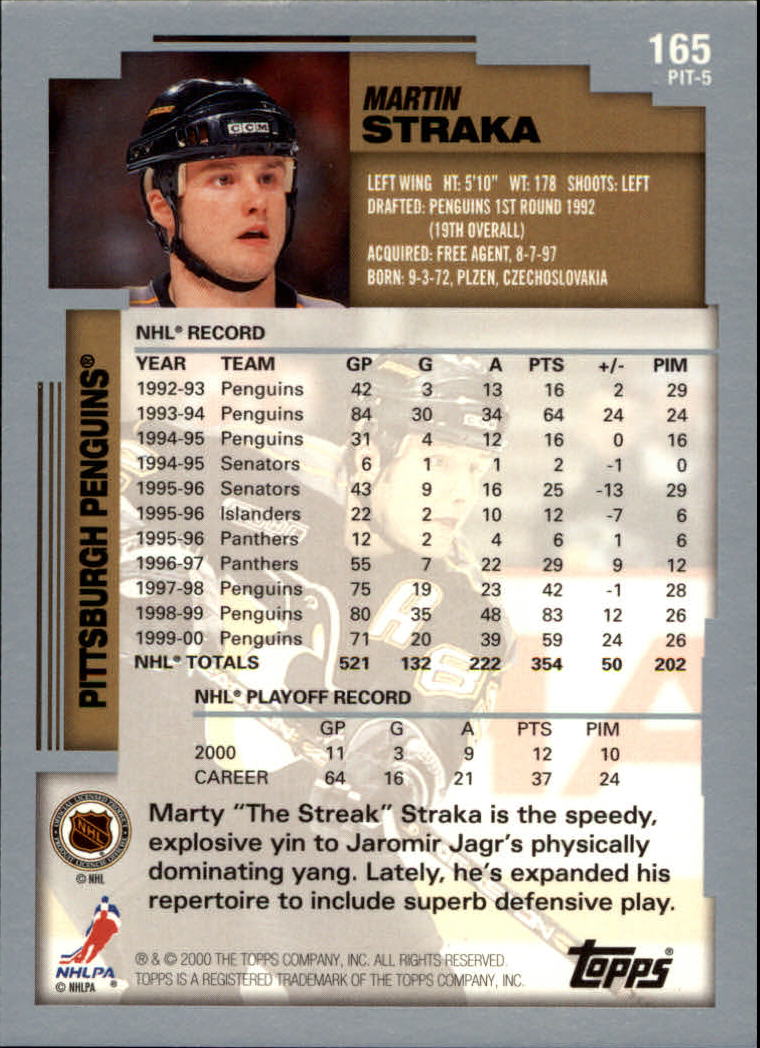 165
PIT-5
CCM
MARTIN
STRAKA
LEFT WING HT: 5'10" WT: 178 SHOOTS: LEFT
DRAFTED: PENGUINS 1ST ROUND 1992
(19TH OVERALL)
ACQUIRED: FREE AGENT, 8-7-97
BORN: 9-3-72, PLZEN, CZECHOSLOVAKIA
PITTSBURGH PENGUINS®
NHL® RECORD
YEAR TEAM GP G A PTS +/- PIM
1992-93 Penguins 42 3 13 16 2 29
1993-94 Penguins 84 30 34 64 24 24
1994-95 Penguins 31 4 12 16 0 16
1994-95 Senators 6 1 1 2 -1 0
1995-96 Senators 43 9 16 25 -13 29
1995-96 Islanders 22 2 10 12 -7 6
1995-96 Panthers 12 2 4 6 1 6
1996-97 Panthers 55 7 22 29 9 12
1997-98 Penguins 75 19 23 42 -1 28
1998-99 Penguins 80 35 48 83 12 26
1999-00 Penguins 71 20 39 59 24 26
NHL® TOTALS 521 132 222 354 50 202
NHL® PLAYOFF RECORD
GP G A PTS PIM
2000 11 3 9 12 10
CAREER 64 16 21 37 24
Marty "The Streak" Straka is the speedy,
explosive yin to Jaromir Jagr's physically
dominating yang. Lately, he's expanded his
repertoire to include superb defensive play.
NHL
© NHL
NHLPA
© NHLPA ®
® & © 2000 THE TOPPS COMPANY, INC. ALL RIGHTS RESERVED.
TOPPS IS A REGISTERED TRADEMARK OF THE TOPPS COMPANY, INC.
topps®